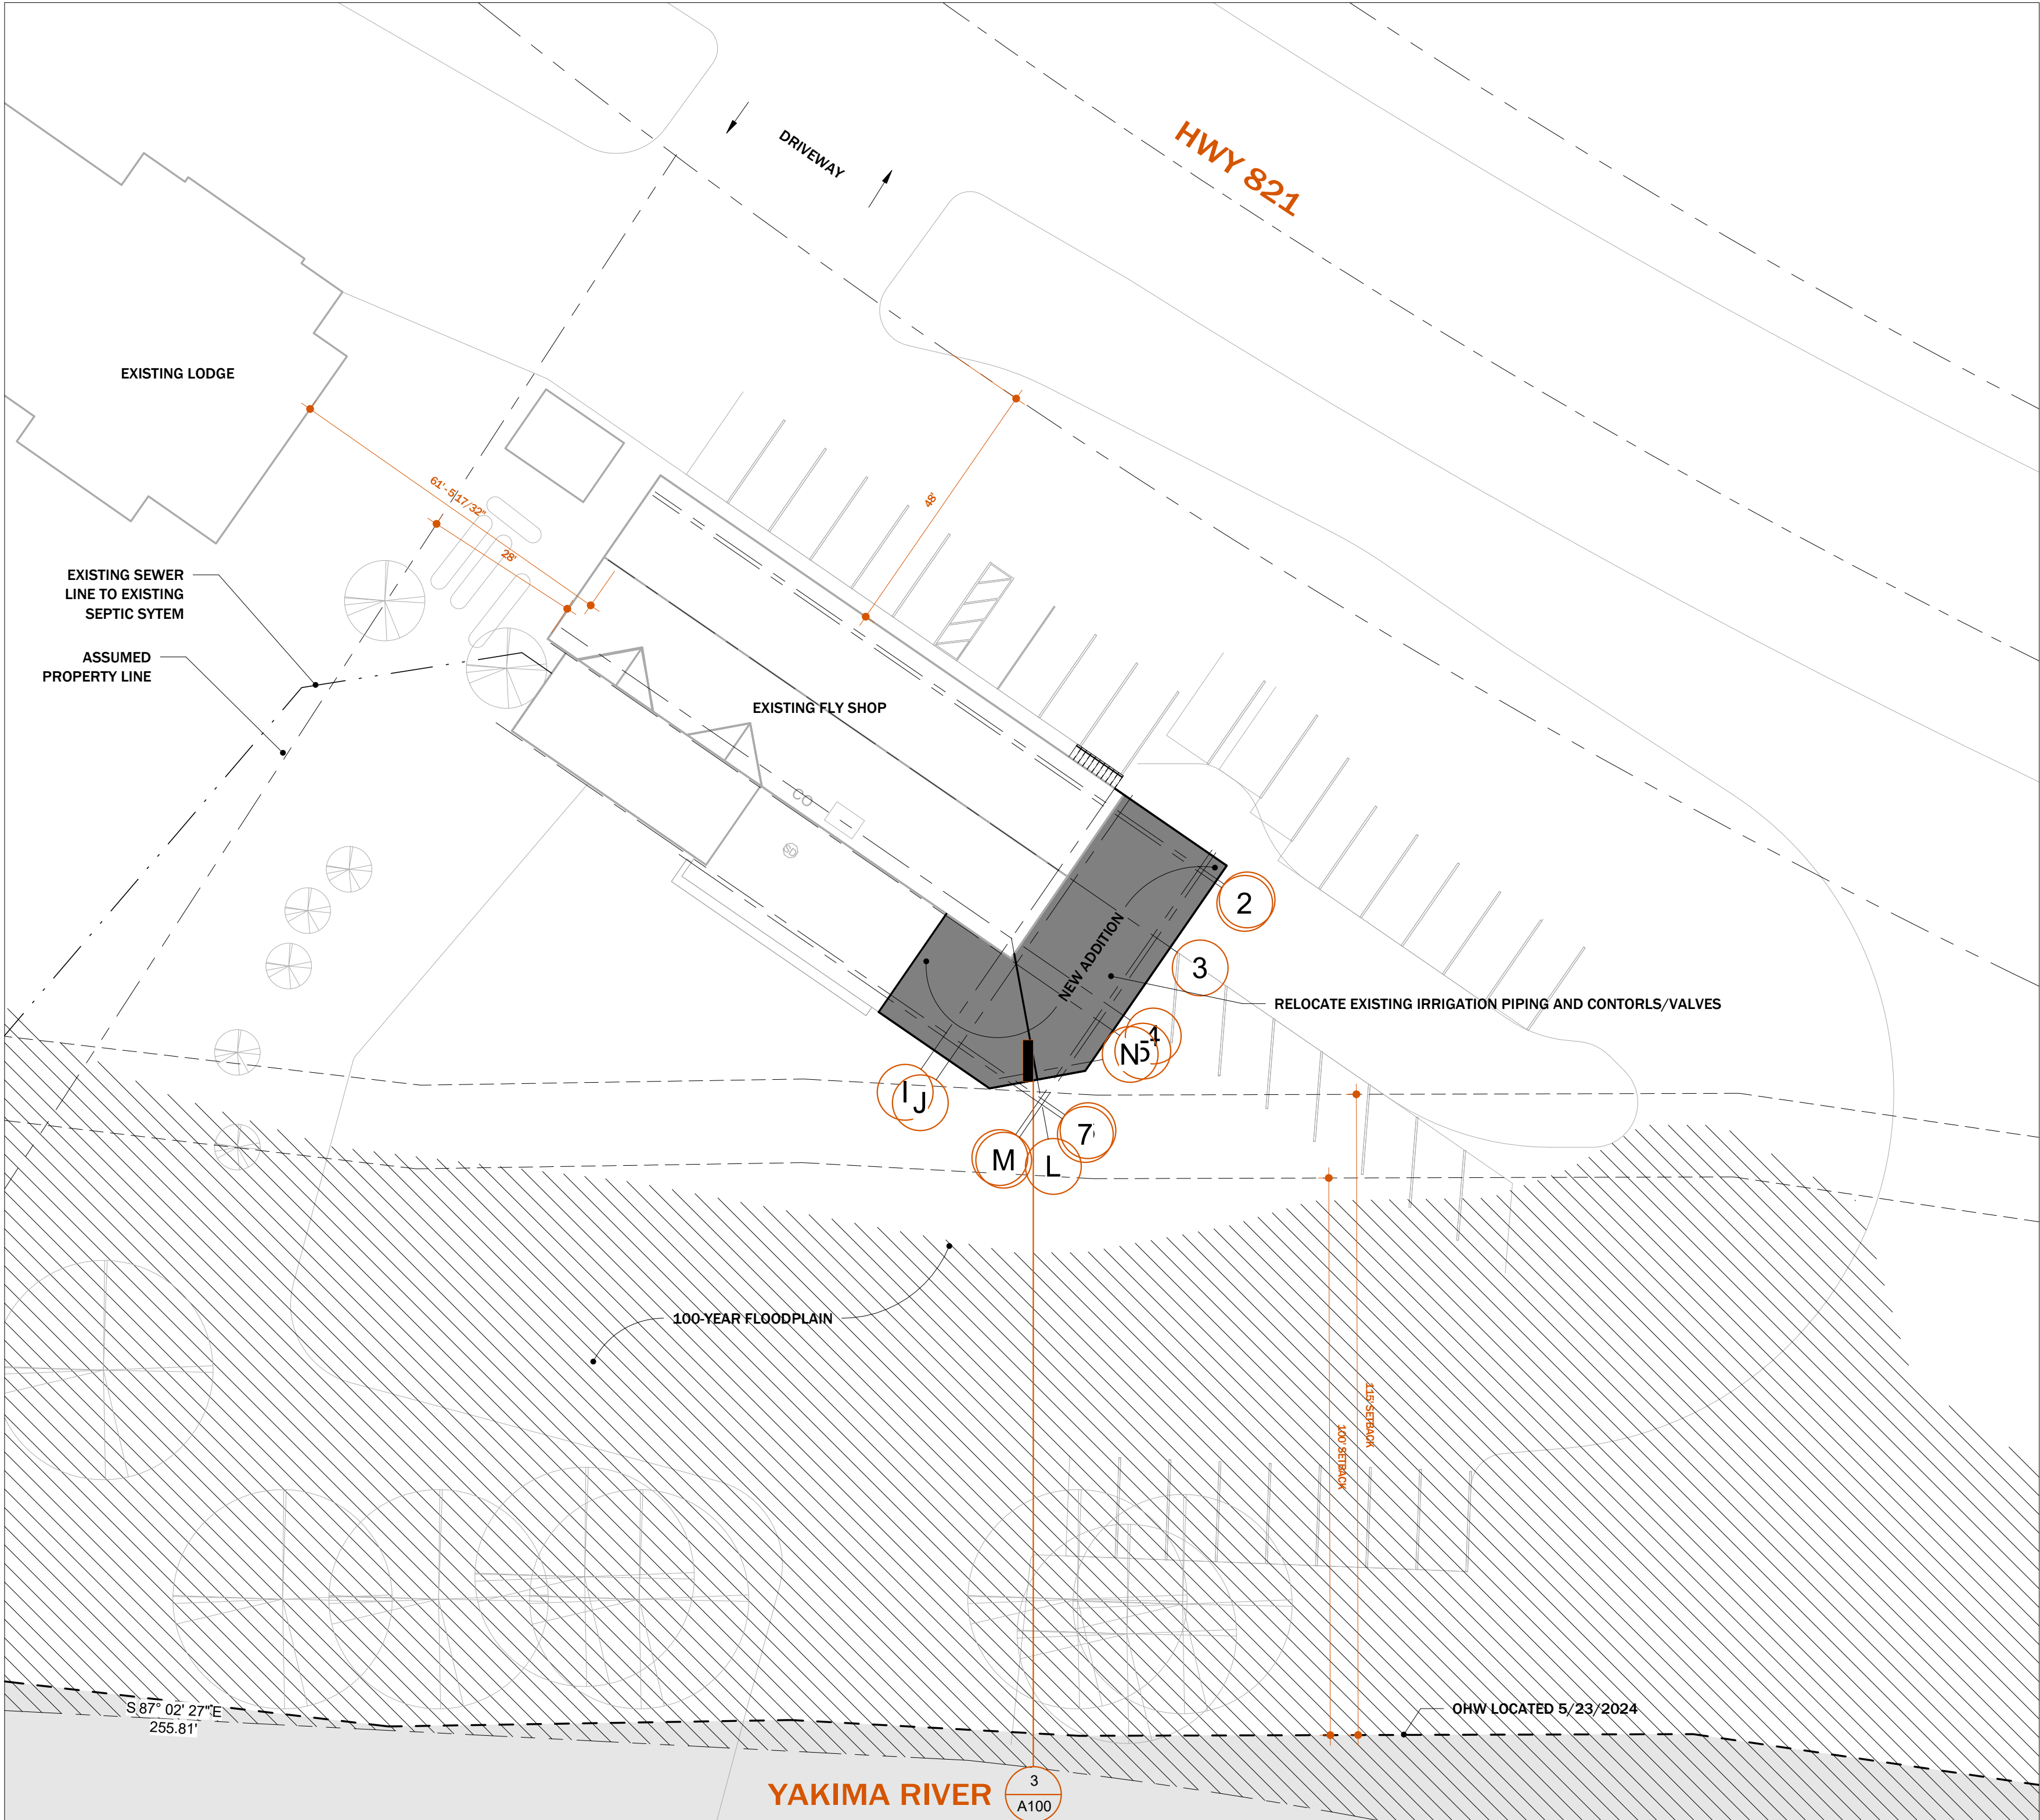 HWY 821
DRIVEWAY
EXISTING LODGE
61'-5 17/32"
28'
48'
EXISTING SEWER
LINE TO EXISTING
SEPTIC SYTEM
ASSUMED
PROPERTY LINE
EXISTING FLY SHOP
CO
SD
NEW ADDITION
2
3
RELOCATE EXISTING IRRIGATION PIPING AND CONTORLS/VALVES
4
5
N
I
J
7
M
L
100-YEAR FLOODPLAIN
115' SETBACK
100' SETBACK
S 87° 02' 27" E
255.81'
OHW LOCATED 5/23/2024
YAKIMA RIVER
3
A100